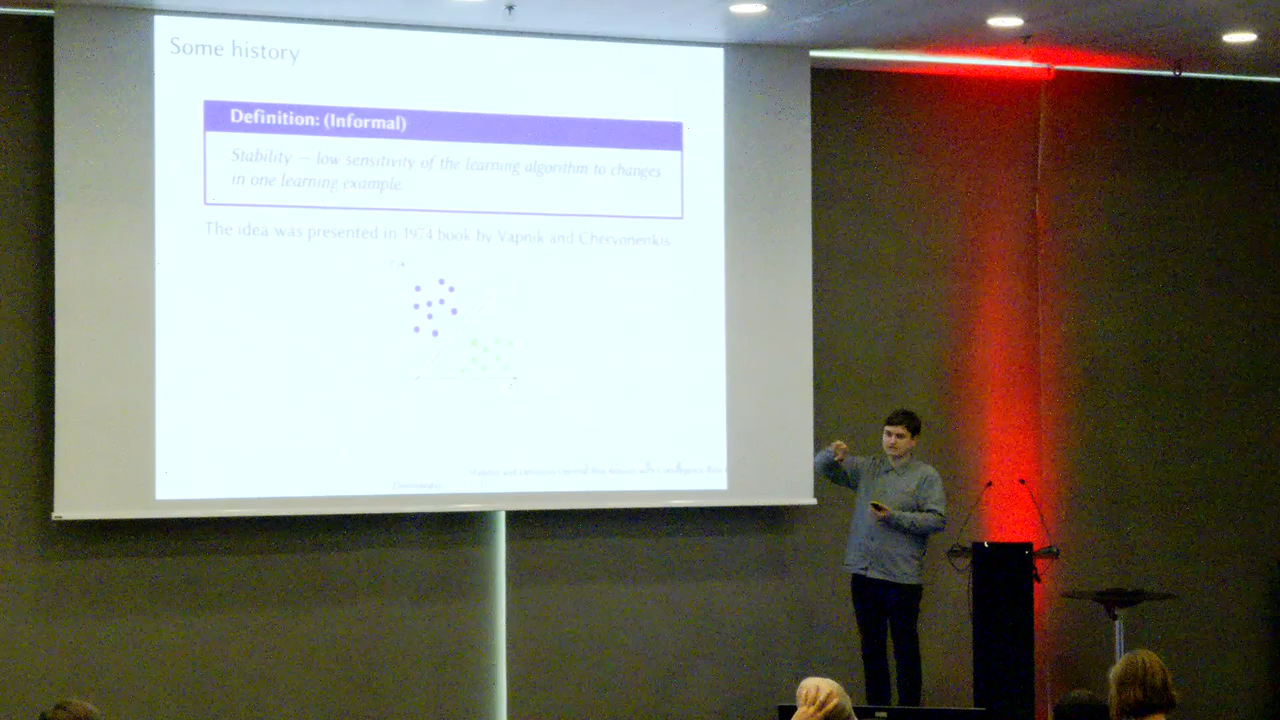 Some history
Definition: (Informal)
Stability — low sensitivity of the learning algorithm to changes
in one learning example.
The idea was presented in 1974 book by Vapnik and Chervonenkis